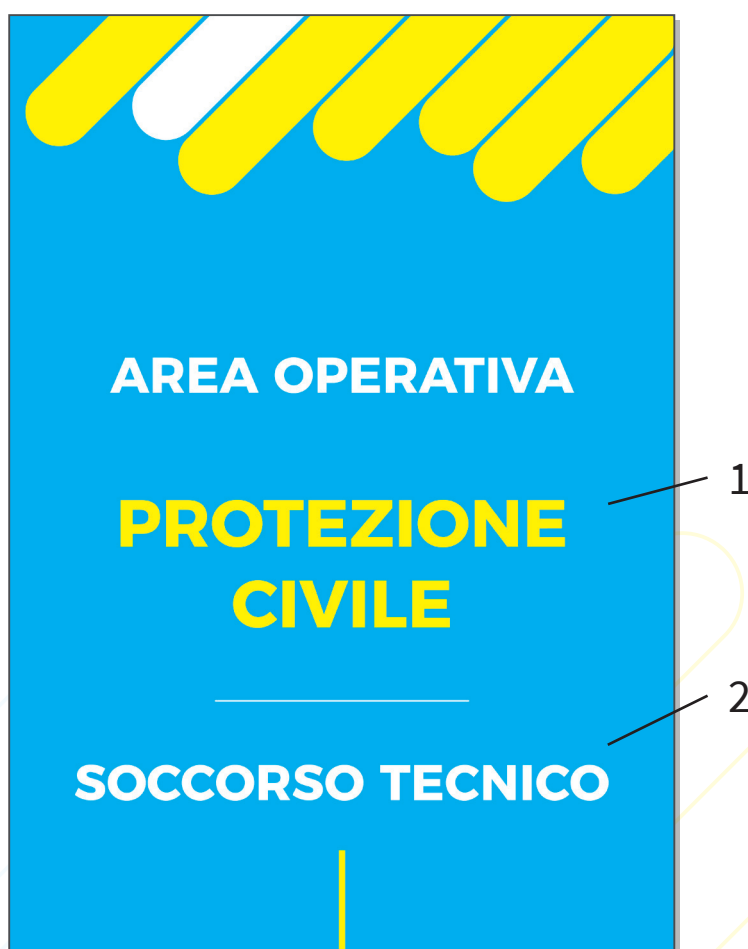 AREA OPERATIVA
1
PROTEZIONE
CIVILE
2
SOCCORSO TECNICO